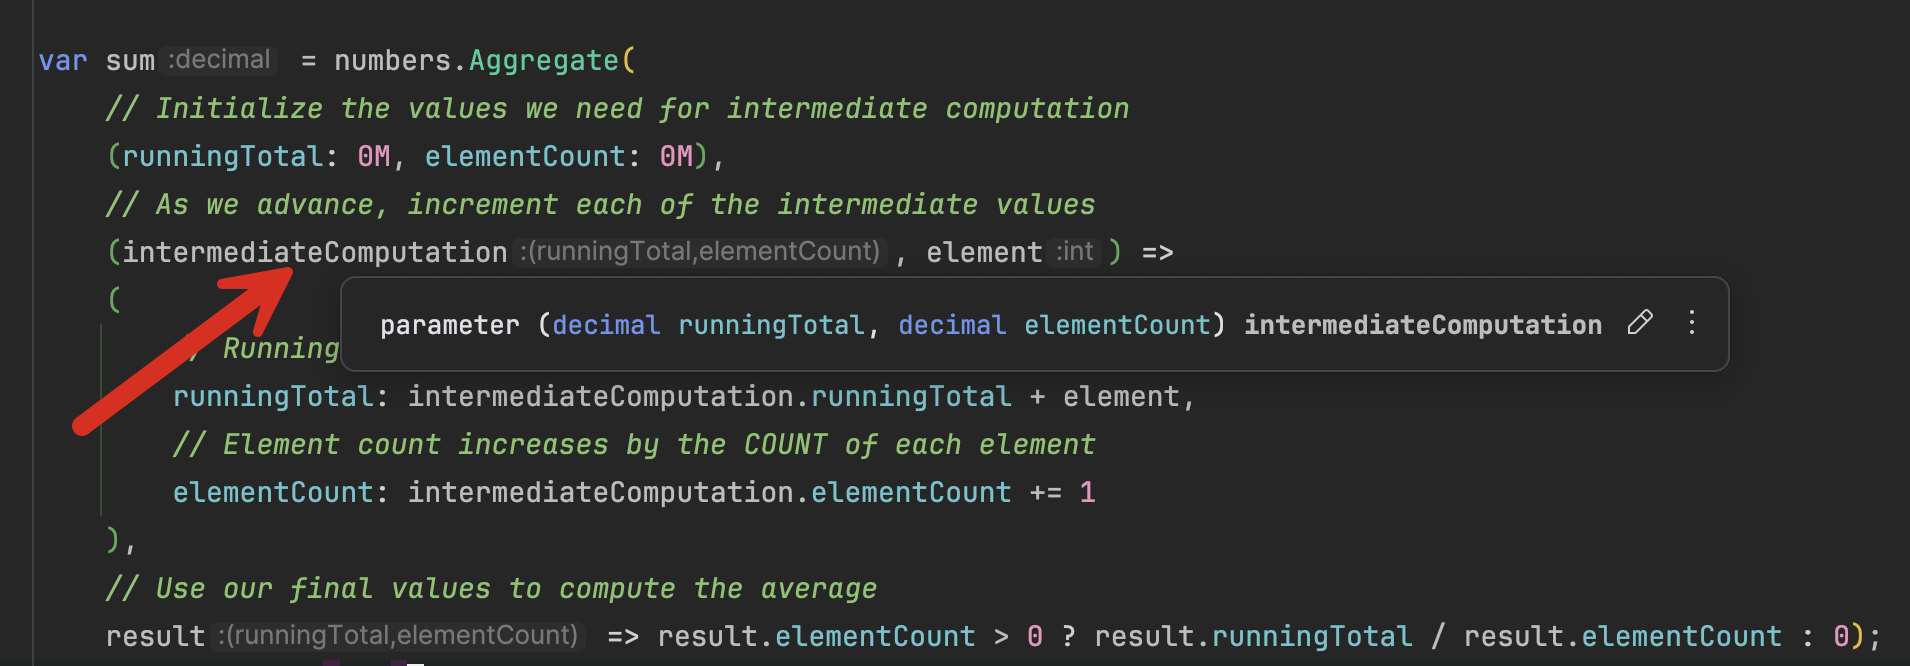 var sum :decimal = numbers.Aggregate(
// Initialize the values we need for intermediate computation
(runningTotal: 0M, elementCount: 0M),
// As we advance, increment each of the intermediate values
(intermediateComputation :(runningTotal,elementCount) , element :int ) =>
(
parameter (decimal runningTotal, decimal elementCount) intermediateComputation
// Running
runningTotal: intermediateComputation.runningTotal + element,
// Element count increases by the COUNT of each element
elementCount: intermediateComputation.elementCount += 1
),
// Use our final values to compute the average
result :(runningTotal,elementCount) => result.elementCount > 0 ? result.runningTotal / result.elementCount : 0);